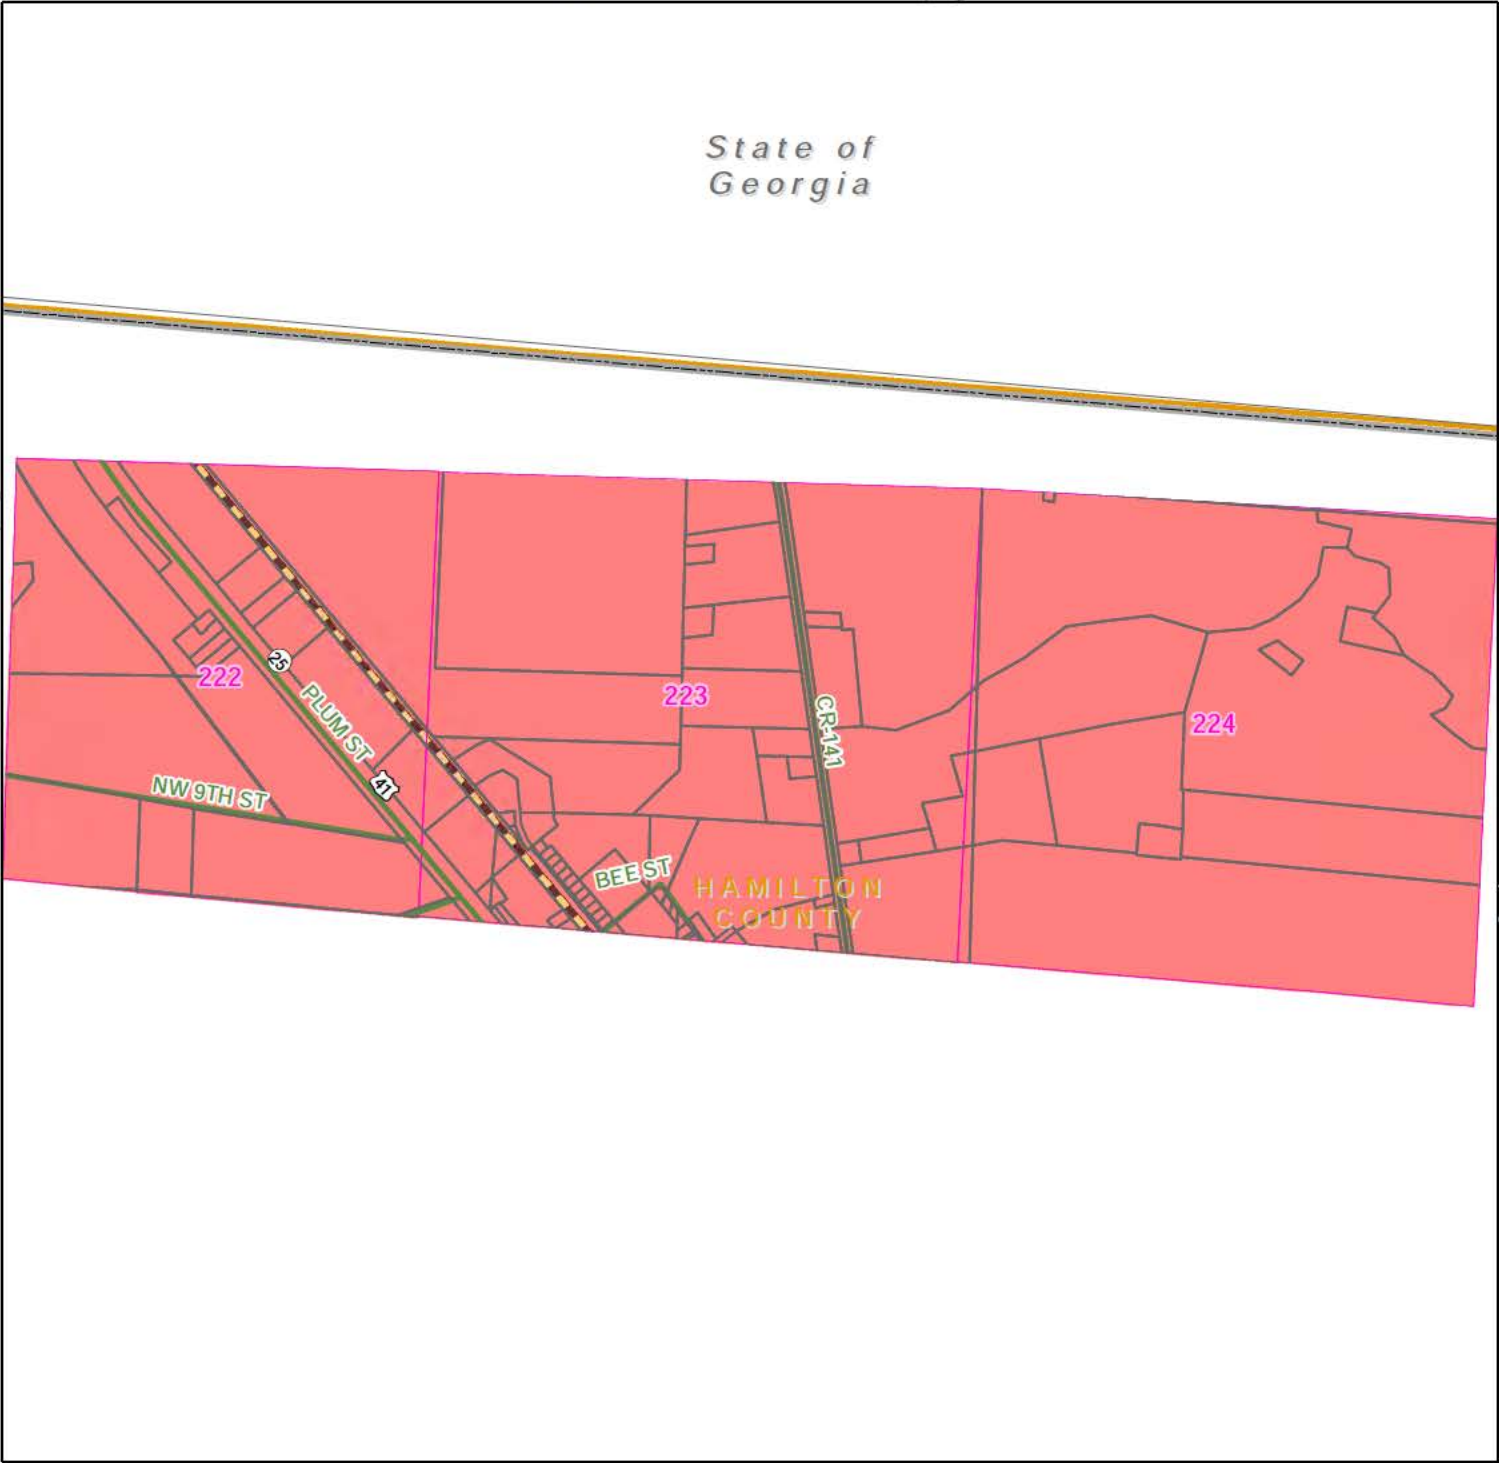 State of
Georgia
25
222
PLUM ST
41
NW 9TH ST
223
CR-141
224
BEE ST
HAMILTON
COUNTY